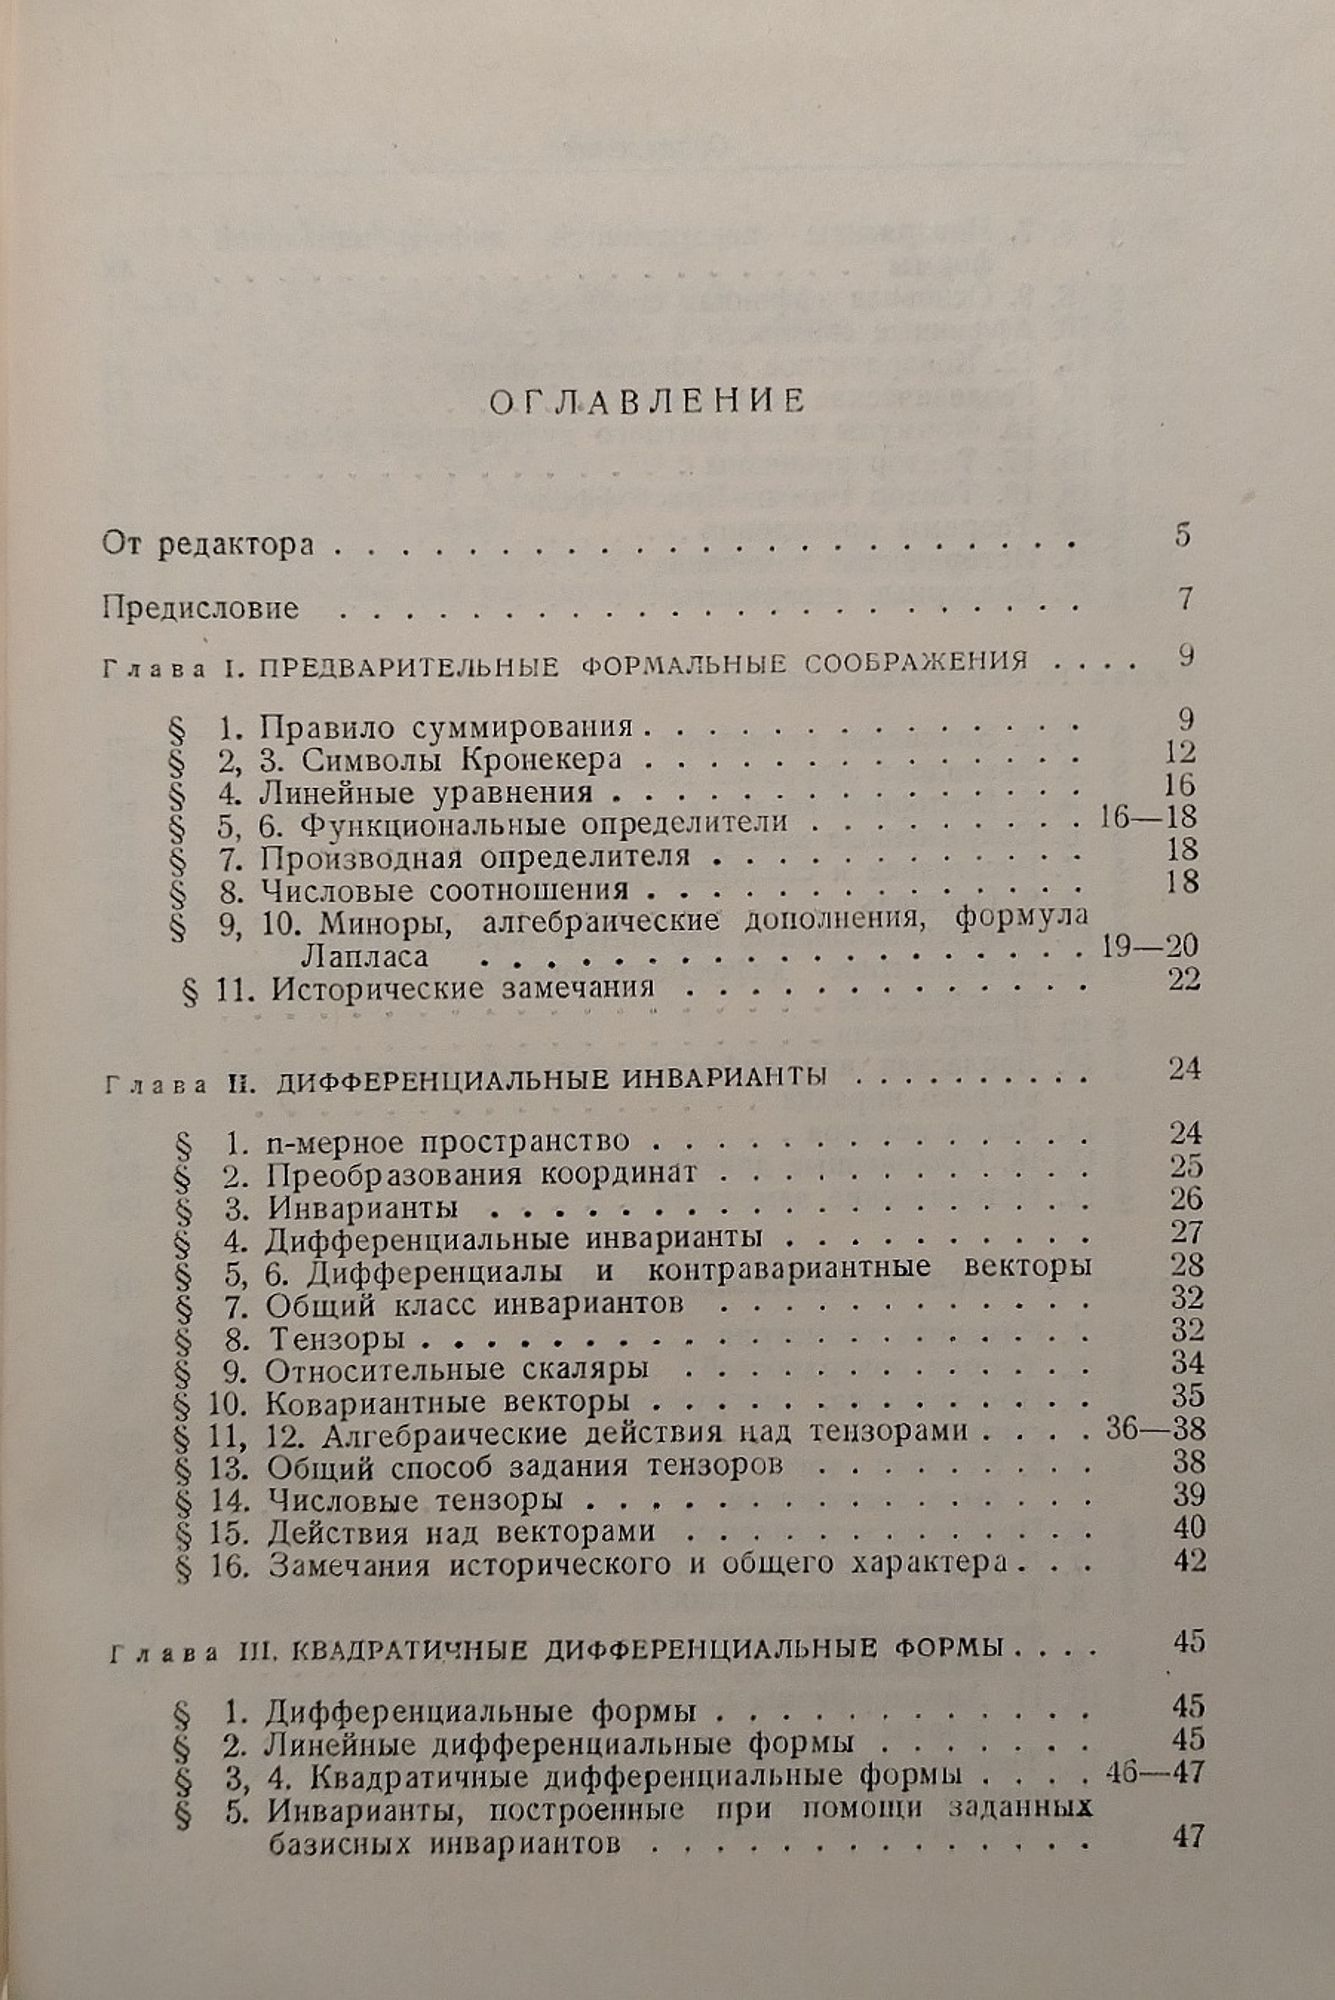 ОГЛАВЛЕНИЕ
От редактора . . . . . . . . . . . . . . . . . . . . . . . 5
Предисловие . . . . . . . . . . . . . . . . . . . . . . . 7
Глава I. ПРЕДВАРИТЕЛЬНЫЕ ФОРМАЛЬНЫЕ СООБРАЖЕНИЯ . . . . 9
§ 1. Правило суммирования . . . . . . . . . . . . . . 9
§ 2, 3. Символы Кронекера . . . . . . . . . . . . . . 12
§ 4. Линейные уравнения . . . . . . . . . . . . . . . 16
§ 5, 6. Функциональные определители . . . . . . . . . 16—18
§ 7. Производная определителя . . . . . . . . . . . . 18
§ 8. Числовые соотношения . . . . . . . . . . . . . . 18
§ 9, 10. Миноры, алгебраические дополнения, формула
Лапласа . . . . . . . . . . . . . . . . . . . 19—20
§ 11. Исторические замечания . . . . . . . . . . . . . 22
Глава II. ДИФФЕРЕНЦИАЛЬНЫЕ ИНВАРИАНТЫ . . . . . . . . . . 24
§ 1. n-мерное пространство . . . . . . . . . . . . . . 24
§ 2. Преобразования координат . . . . . . . . . . . . 25
§ 3. Инварианты . . . . . . . . . . . . . . . . . . . 26
§ 4. Дифференциальные инварианты . . . . . . . . . . 27
§ 5, 6. Дифференциалы и контравариантные векторы 28
§ 7. Общий класс инвариантов . . . . . . . . . . . . 32
§ 8. Тензоры . . . . . . . . . . . . . . . . . . . . . 32
§ 9. Относительные скаляры . . . . . . . . . . . . . 34
§ 10. Ковариантные векторы . . . . . . . . . . . . . . 35
§ 11, 12. Алгебраические действия над тензорами . . . . 36—38
§ 13. Общий способ задания тензоров . . . . . . . . . 38
§ 14. Числовые тензоры . . . . . . . . . . . . . . . . 39
§ 15. Действия над векторами . . . . . . . . . . . . . 40
§ 16. Замечания исторического и общего характера . . . 42
Глава III. КВАДРАТИЧНЫЕ ДИФФЕРЕНЦИАЛЬНЫЕ ФОРМЫ . . . . 45
§ 1. Дифференциальные формы . . . . . . . . . . . . 45
§ 2. Линейные дифференциальные формы . . . . . . . 45
§ 3, 4. Квадратичные дифференциальные формы . . . . 46—47
§ 5. Инварианты, построенные при помощи заданных
базисных инвариантов . . . . . . . . . . . . . . 47